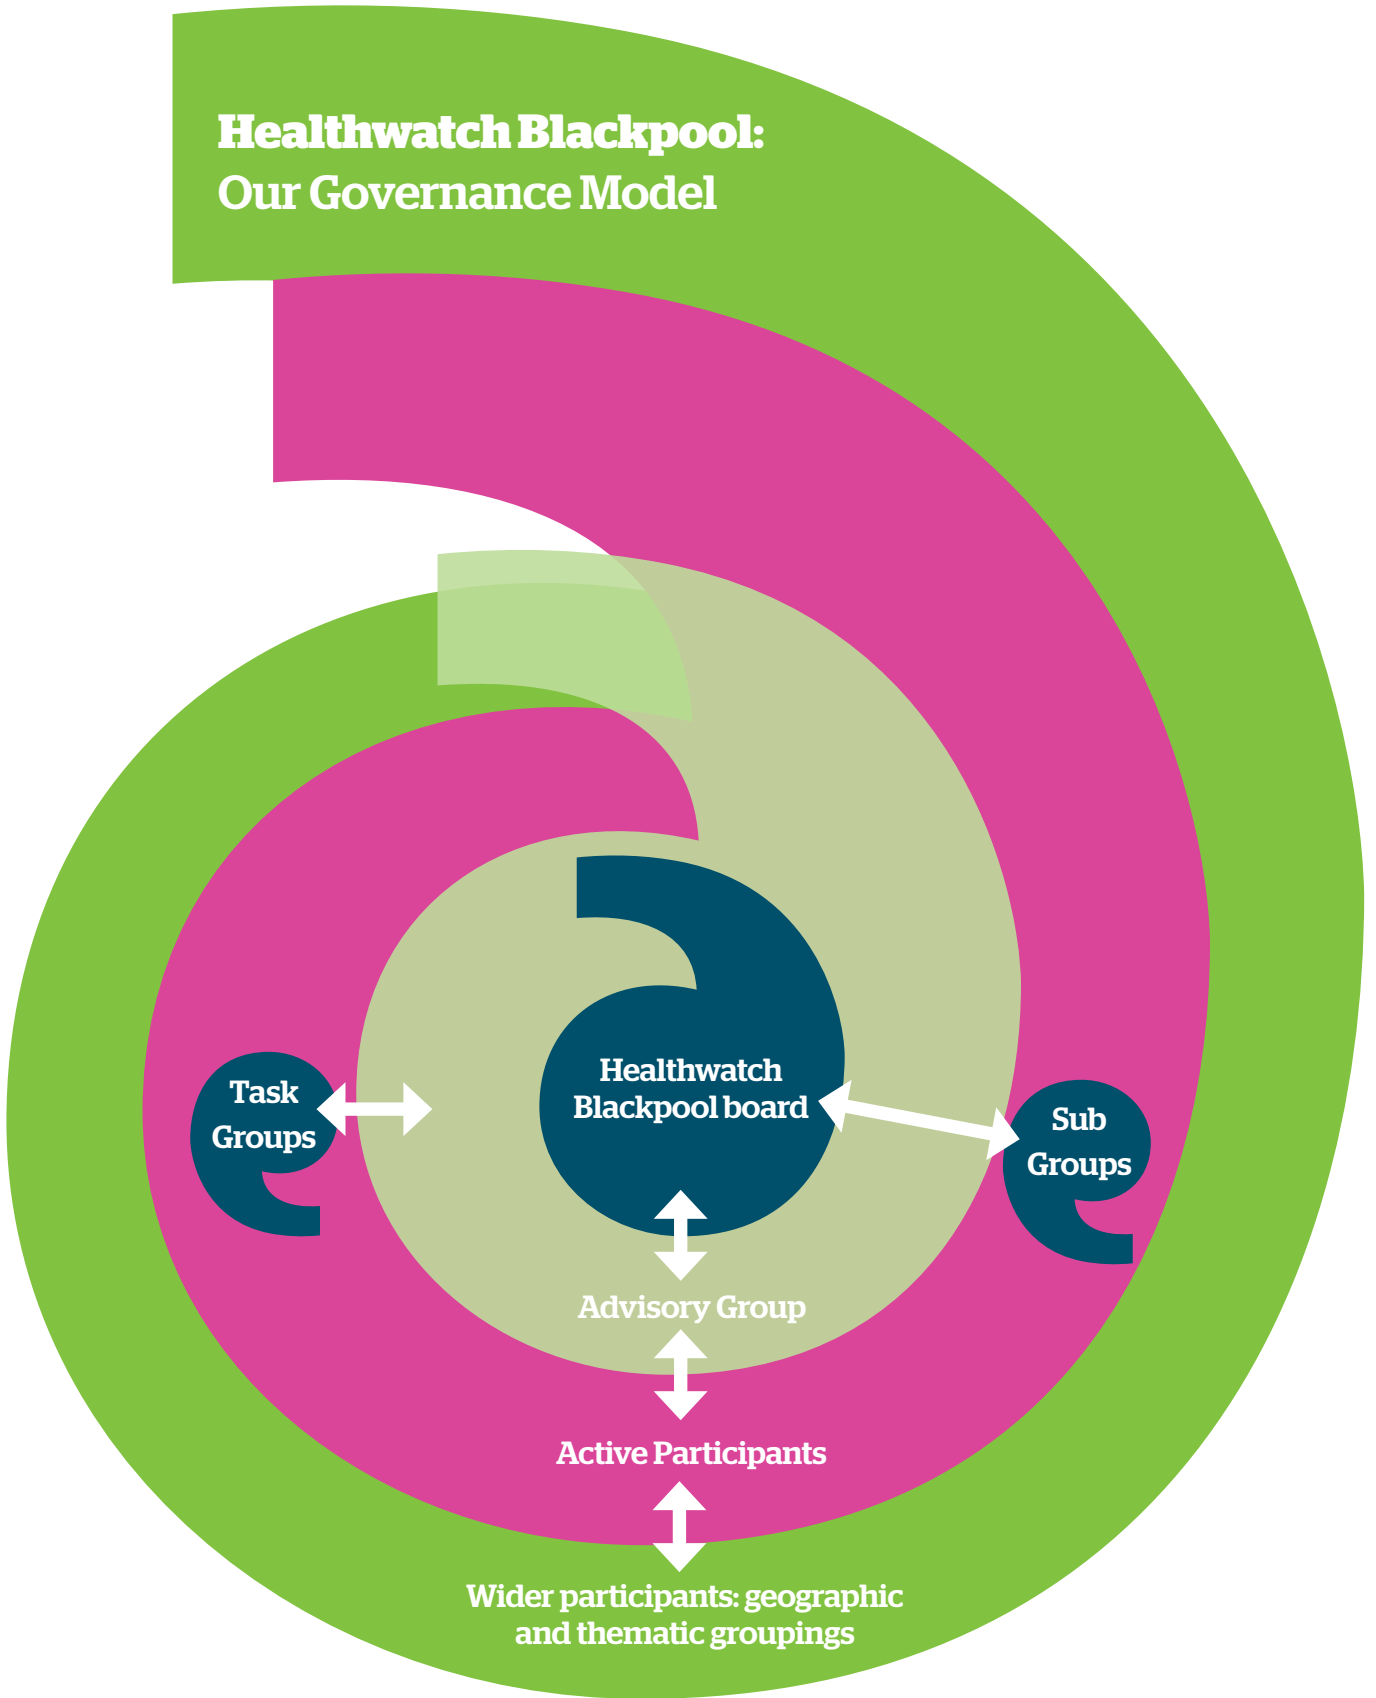 Healthwatch Blackpool:
Our Governance Model
Healthwatch
Blackpool board
Task
Groups
Sub
Groups
Advisory Group
Active Participants
Wider participants: geographic
and thematic groupings